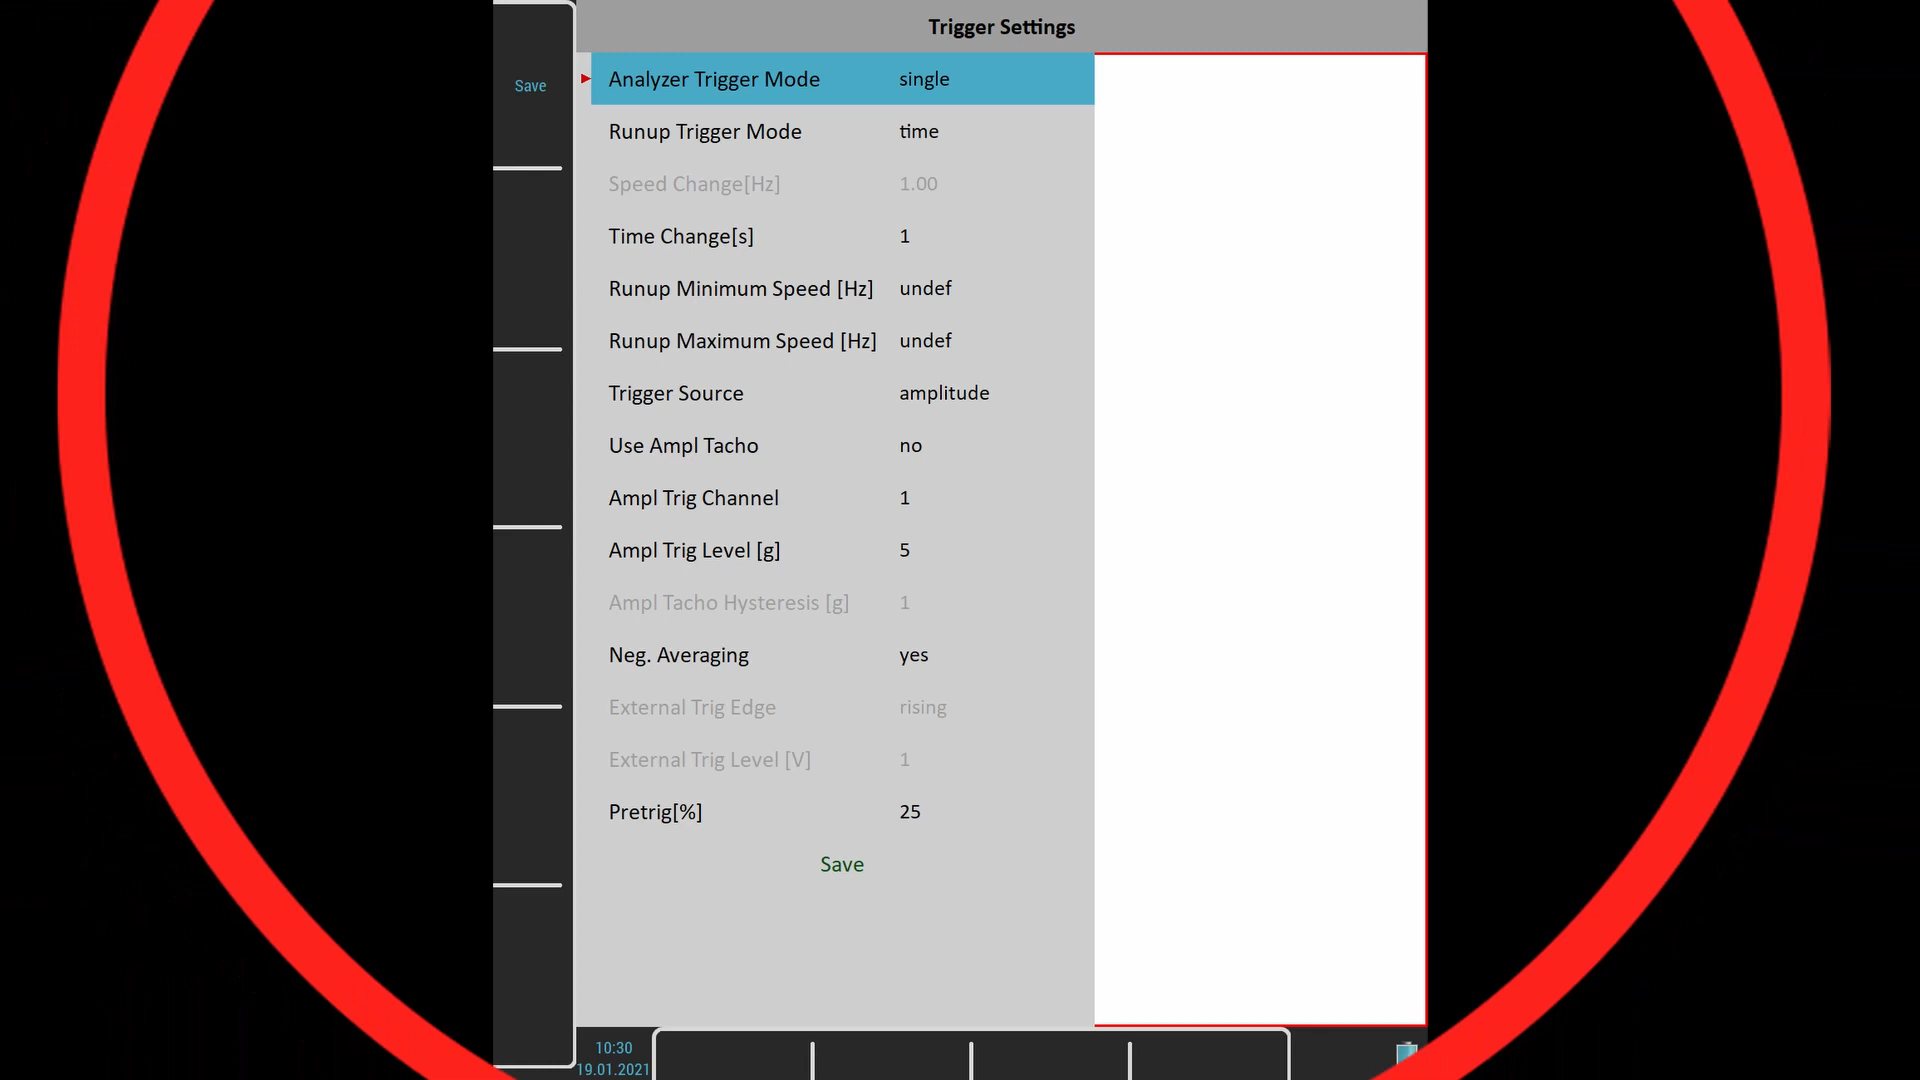 Trigger Settings
Save
Analyzer Trigger Mode single
Runup Trigger Mode time
Speed Change[Hz] 1.00
Time Change[s] 1
Runup Minimum Speed [Hz] undef
Runup Maximum Speed [Hz] undef
Trigger Source amplitude
Use Ampl Tacho no
Ampl Trig Channel 1
Ampl Trig Level [g] 5
Ampl Tacho Hysteresis [g] 1
Neg. Averaging yes
External Trig Edge rising
External Trig Level [V] 1
Pretrig[%] 25
Save
10:30
19.01.2021